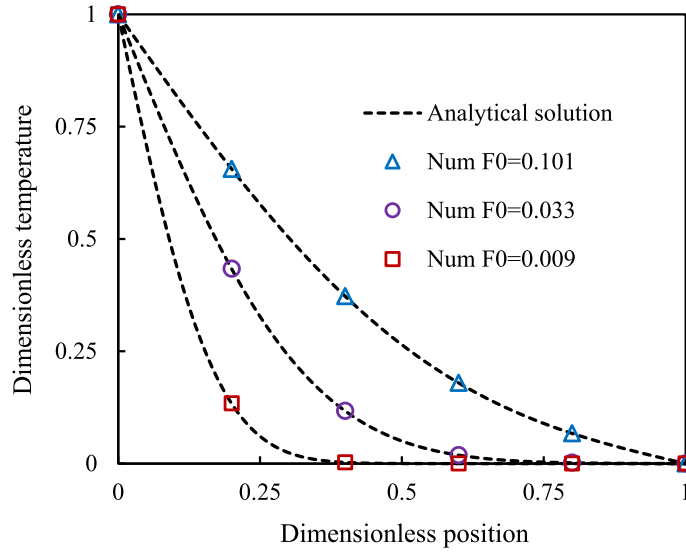 1
0.75
0.5
0.25
0
Dimensionless temperature
Analytical solution
Num F0=0.101
Num F0=0.033
Num F0=0.009
0
0.25
0.5
0.75
1
Dimensionless position